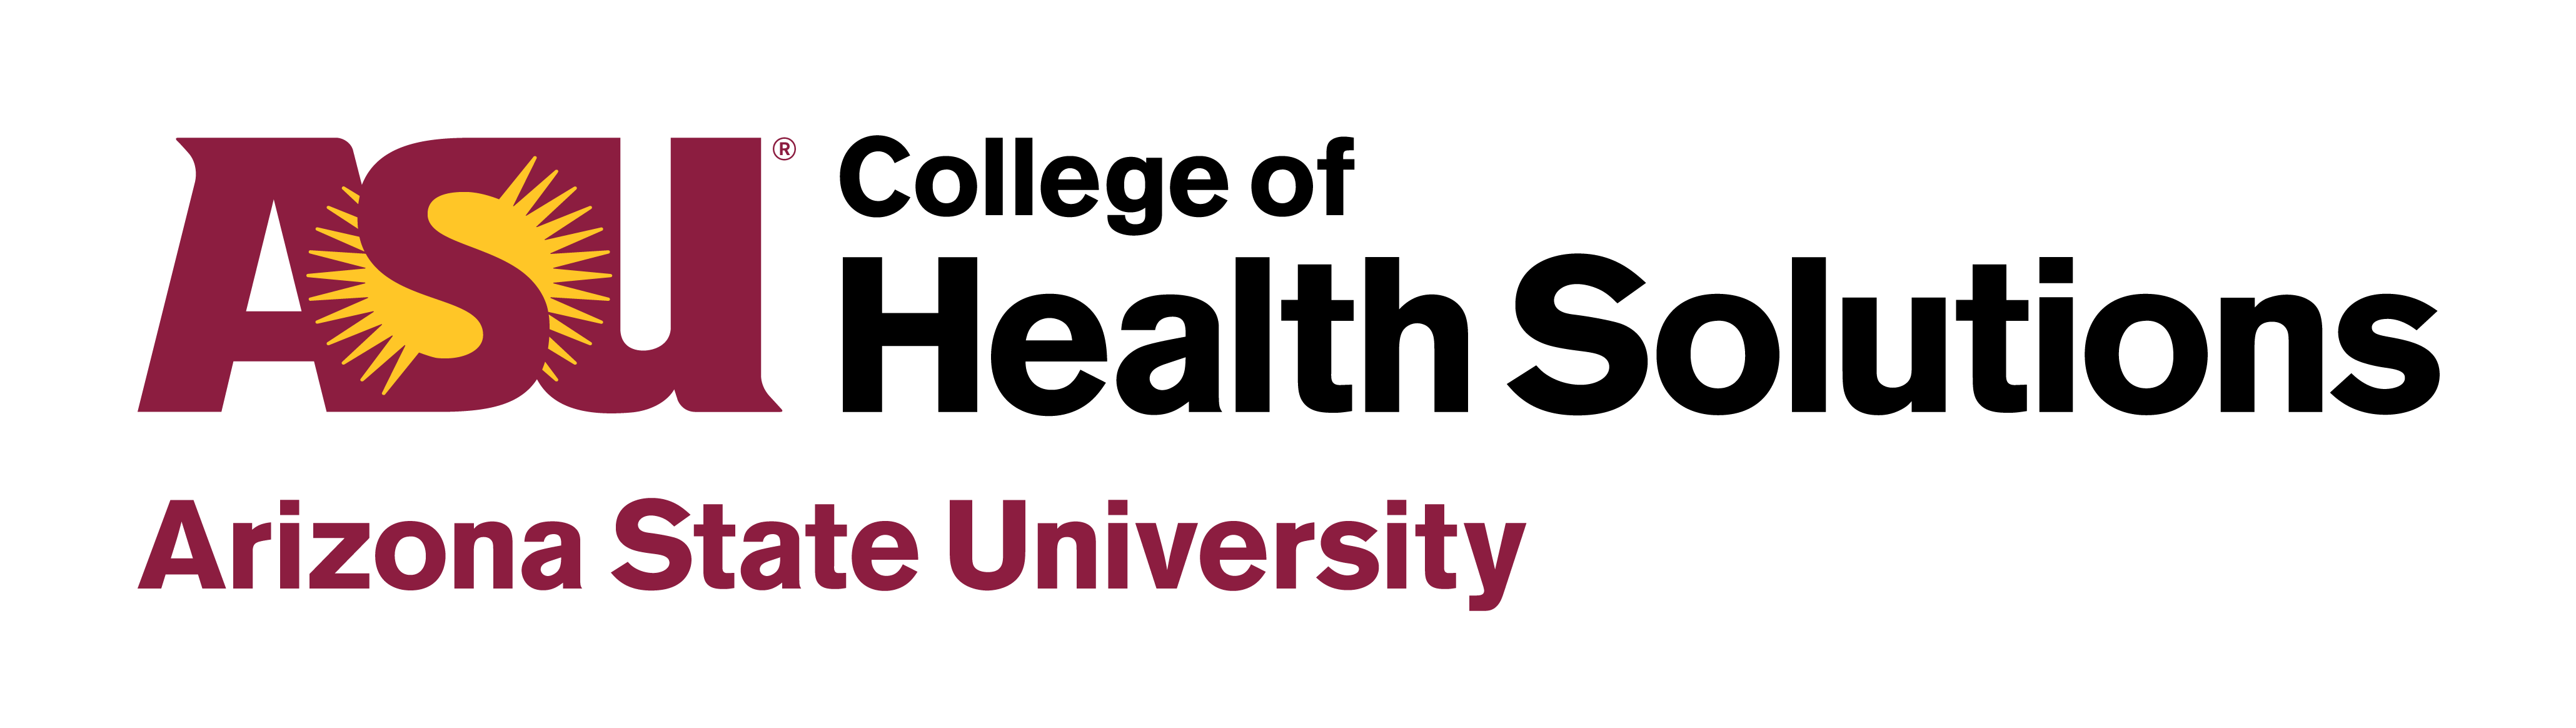 ASU®
College of
Health Solutions
Arizona State University